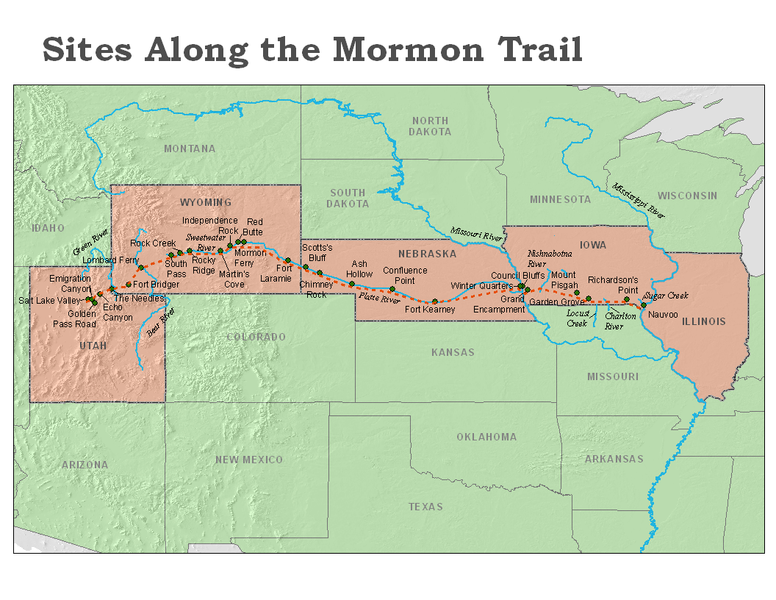 Sites Along the Mormon Trail
NORTH
DAKOTA
MONTANA
SOUTH
DAKOTA
MINNESOTA
Mississippi River
WISCONSIN
IDAHO
WYOMING
Green River
Independence
Rock
Red
Butte
Rock Creek
Sweetwater
River
Lombard Ferry
South
Pass
Rocky
Ridge
Martin's
Cove
Mormon
Ferry
Fort
Laramie
Scotts's
Bluff
Chimney
Rock
NEBRASKA
Ash
Hollow
Confluence
Point
Platte River
Fort Kearney
Missouri River
Winter Quarters
Council Bluffs
Grand
Encampment
IOWA
Nishnabotna
River
Mount
Pisgah
Garden Grove
Richardson's
Point
Locust
Creek
Chariton
River
Sugar Creek
Nauvoo
ILLINOIS
Emigration
Canyon
Salt Lake Valley
Golden
Pass Road
Fort Bridger
The Needles
Echo
Canyon
Bear River
UTAH
COLORADO
KANSAS
MISSOURI
ARIZONA
NEW MEXICO
OKLAHOMA
ARKANSAS
TEXAS